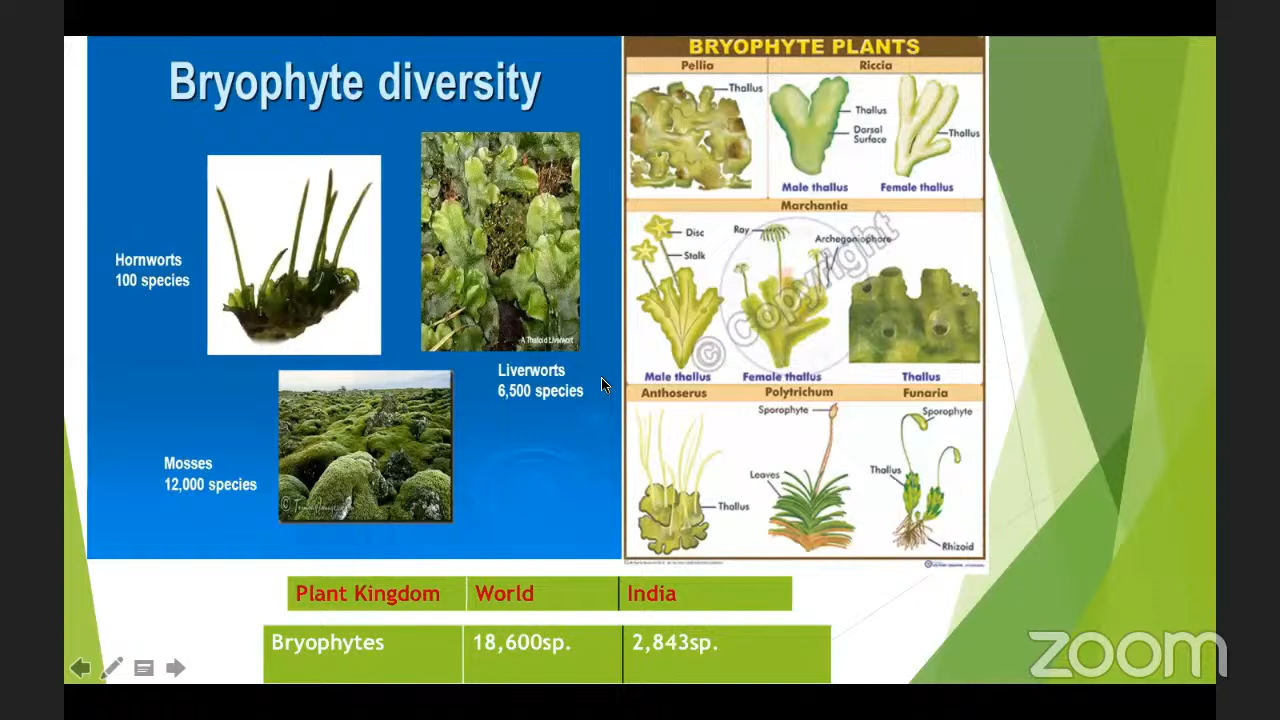 Bryophyte diversity
Hornworts
100 species
A Thalloid Liverwort
Liverworts
6,500 species
Mosses
12,000 species
BRYOPHYTE PLANTS
Pellia
Riccia
Thallus
Thallus
Dorsal
Surface
Thallus
Male thallus
Female thallus
Marchantia
Disc
Stalk
Ray
Archegoniophore
© Copyright
Male thallus
Female thallus
Thallus
Anthoserus
Polytrichum
Funaria
Thallus
Sporophyte
Leaves
Sporophyte
Thallus
Rhizoid
Plant Kingdom World India
Bryophytes 18,600sp. 2,843sp.
zoom